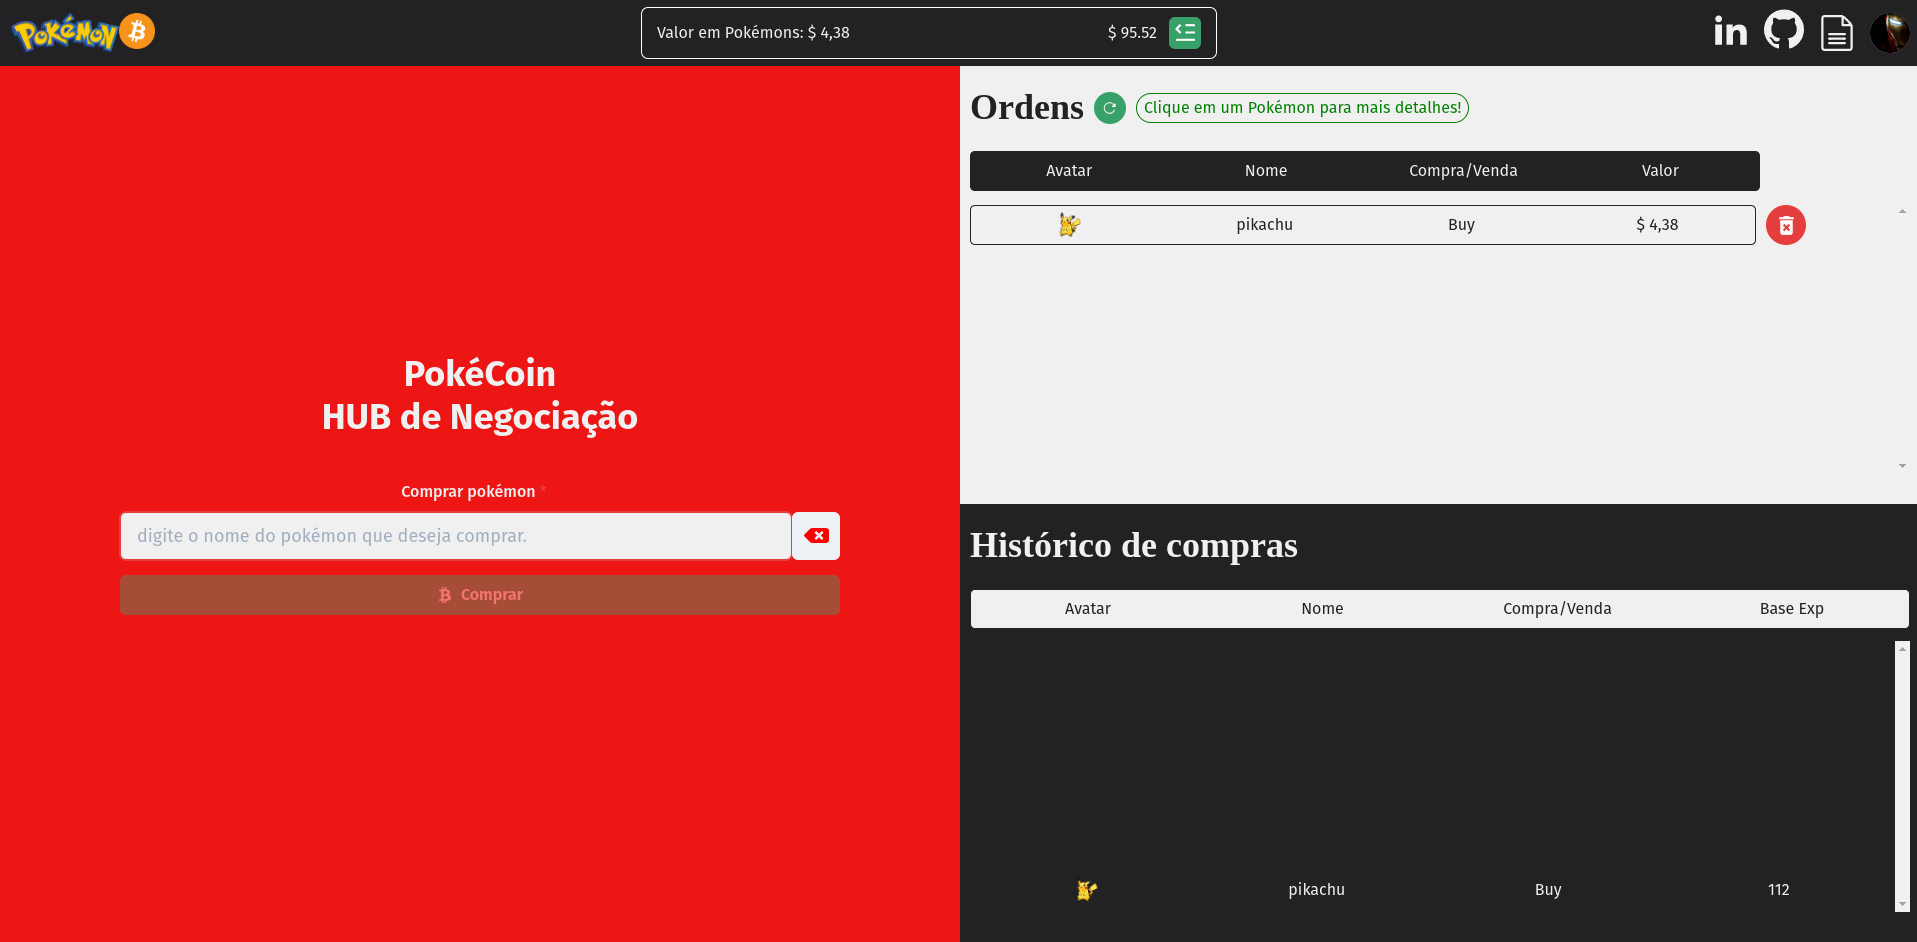 Pokémon
Valor em Pokémons: $ 4,38
$ 95.52
in
PokéCoin
HUB de Negociação
Comprar pokémon *
digite o nome do pokémon que deseja comprar.
Comprar
Ordens
Clique em um Pokémon para mais detalhes!
Avatar Nome Compra/Venda Valor
pikachu Buy $ 4,38
Histórico de compras
Avatar Nome Compra/Venda Base Exp
pikachu Buy 112